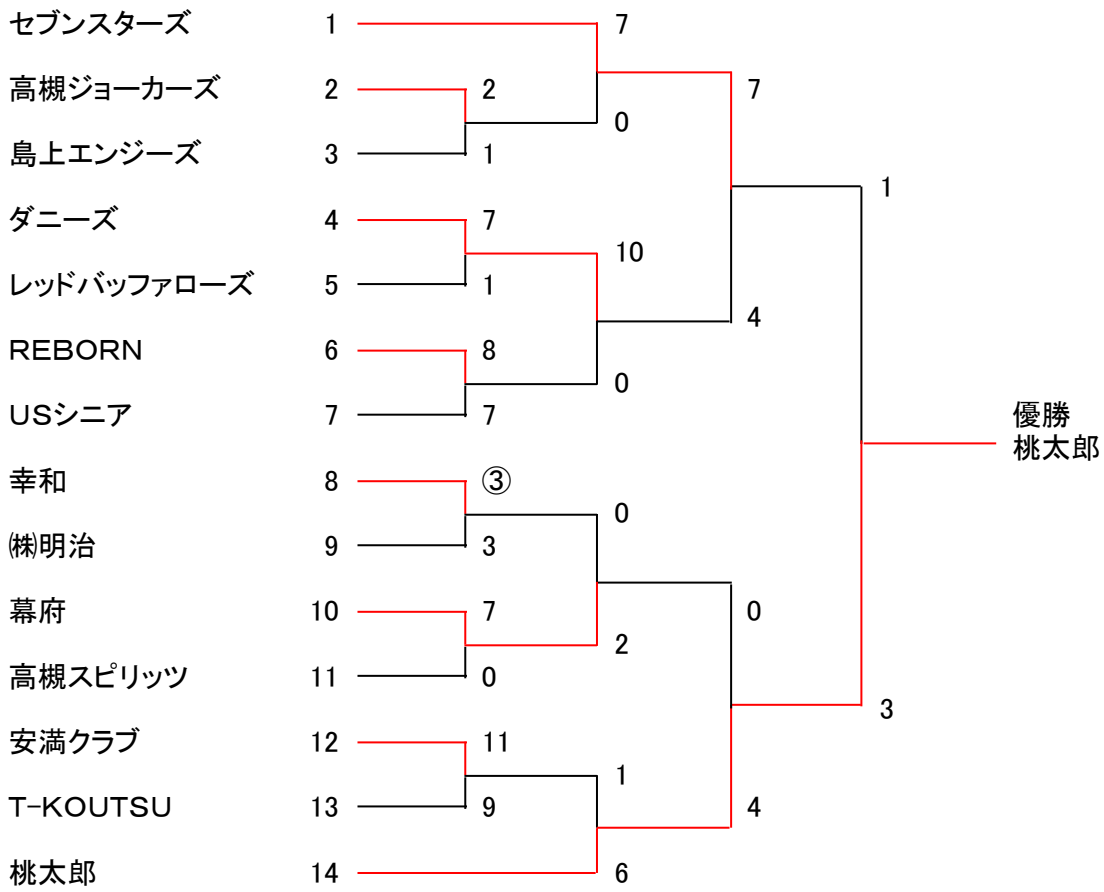 セブンスターズ 1 7
高槻ジョーカーズ 2 2 7
0
島上エンジーズ 3 1
1
ダニーズ 4 7
10
レッドバッファローズ 5 1
4
REBORN 6 8
0
USシニア 7 7
優勝
桃太郎
幸和 8 ③
0
㈱明治 9 3
幕府 10 7 0
2
高槻スピリッツ 11 0
3
安満クラブ 12 11
1
T-KOUTSU 13 9 4
桃太郎 14 6